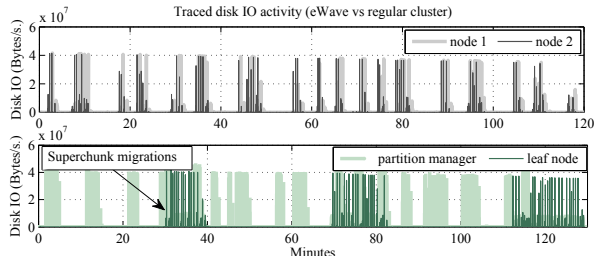 Traced disk IO activity (eWave vs regular cluster)
x 10^7
Disk IO (Bytes/s.)
6
4
2
0
node 1 node 2
0 20 40 60 80 100 120
x 10^7
Disk IO (Bytes/s.)
6
4
2
0
Superchunk migrations
partition manager leaf node
0 20 40 60 80 100 120
Minutes